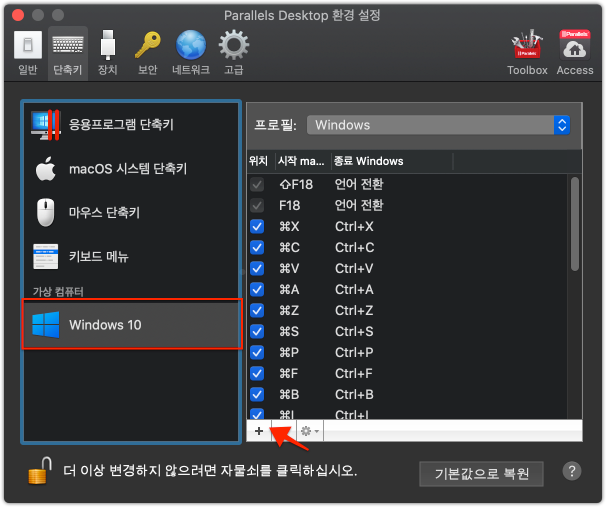 Parallels Desktop 환경 설정
일반
단축키
장치
보안
네트워크
고급
Parallels
Toolbox
Parallels
Access
응용프로그램 단축키
macOS 시스템 단축키
마우스 단축키
키보드 메뉴
가상 컴퓨터
Windows 10
프로필: Windows
위치 시작 ma... 종료 Windows
⇧F18 언어 전환
F18 언어 전환
⌘X Ctrl+X
⌘C Ctrl+C
⌘V Ctrl+V
⌘A Ctrl+A
⌘Z Ctrl+Z
⌘S Ctrl+S
⌘P Ctrl+P
⌘F Ctrl+F
⌘B Ctrl+B
⌘I Ctrl+I
+
더 이상 변경하지 않으려면 자물쇠를 클릭하십시오.
기본값으로 복원
?